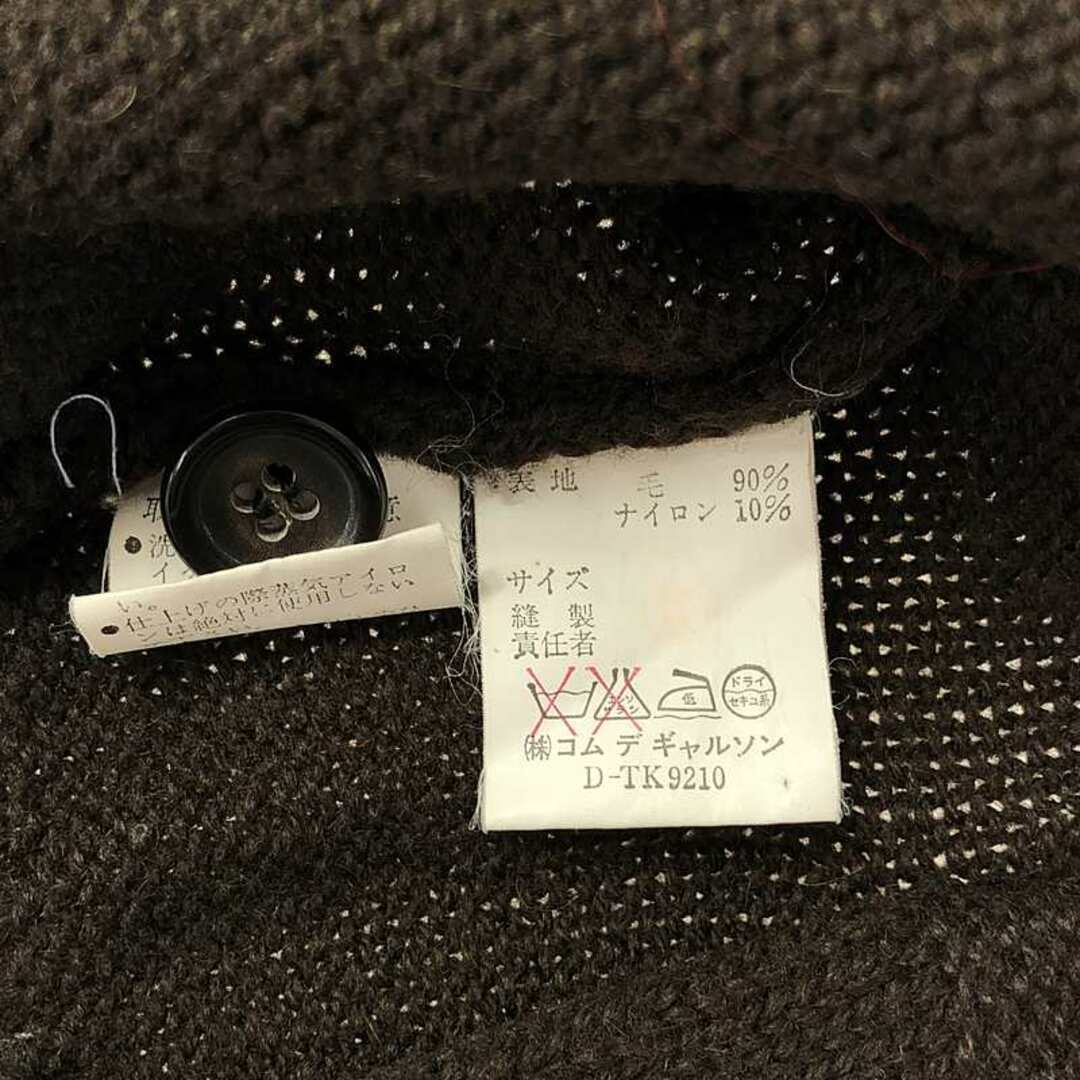 表地 毛 90%
ナイロン 10%
サイズ
縫製
責任者
低
ドライ
セキユ系
㈱コム デ ギャルソン
D-TK9210
取
意
●洗
イ
い。
●仕上げの際蒸気アイロ
ンは絶対に使用しない